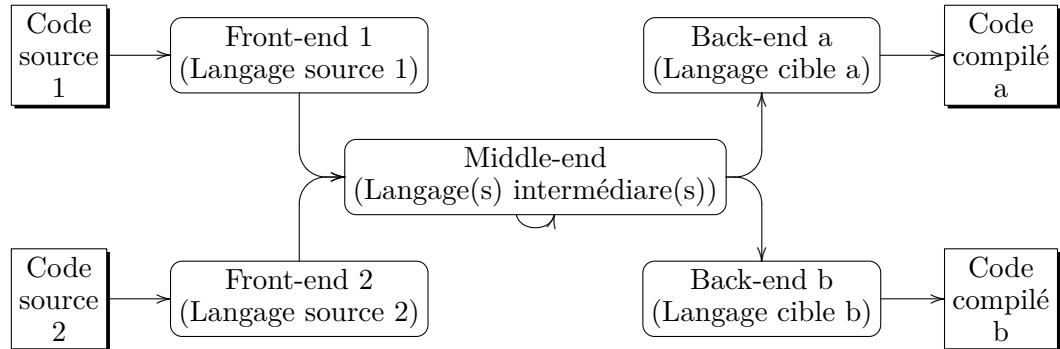 Code
source
1
Front-end 1
(Langage source 1)
Back-end a
(Langage cible a)
Code
compilé
a
Middle-end
(Langage(s) intermédiare(s))
Code
source
2
Front-end 2
(Langage source 2)
Back-end b
(Langage cible b)
Code
compilé
b